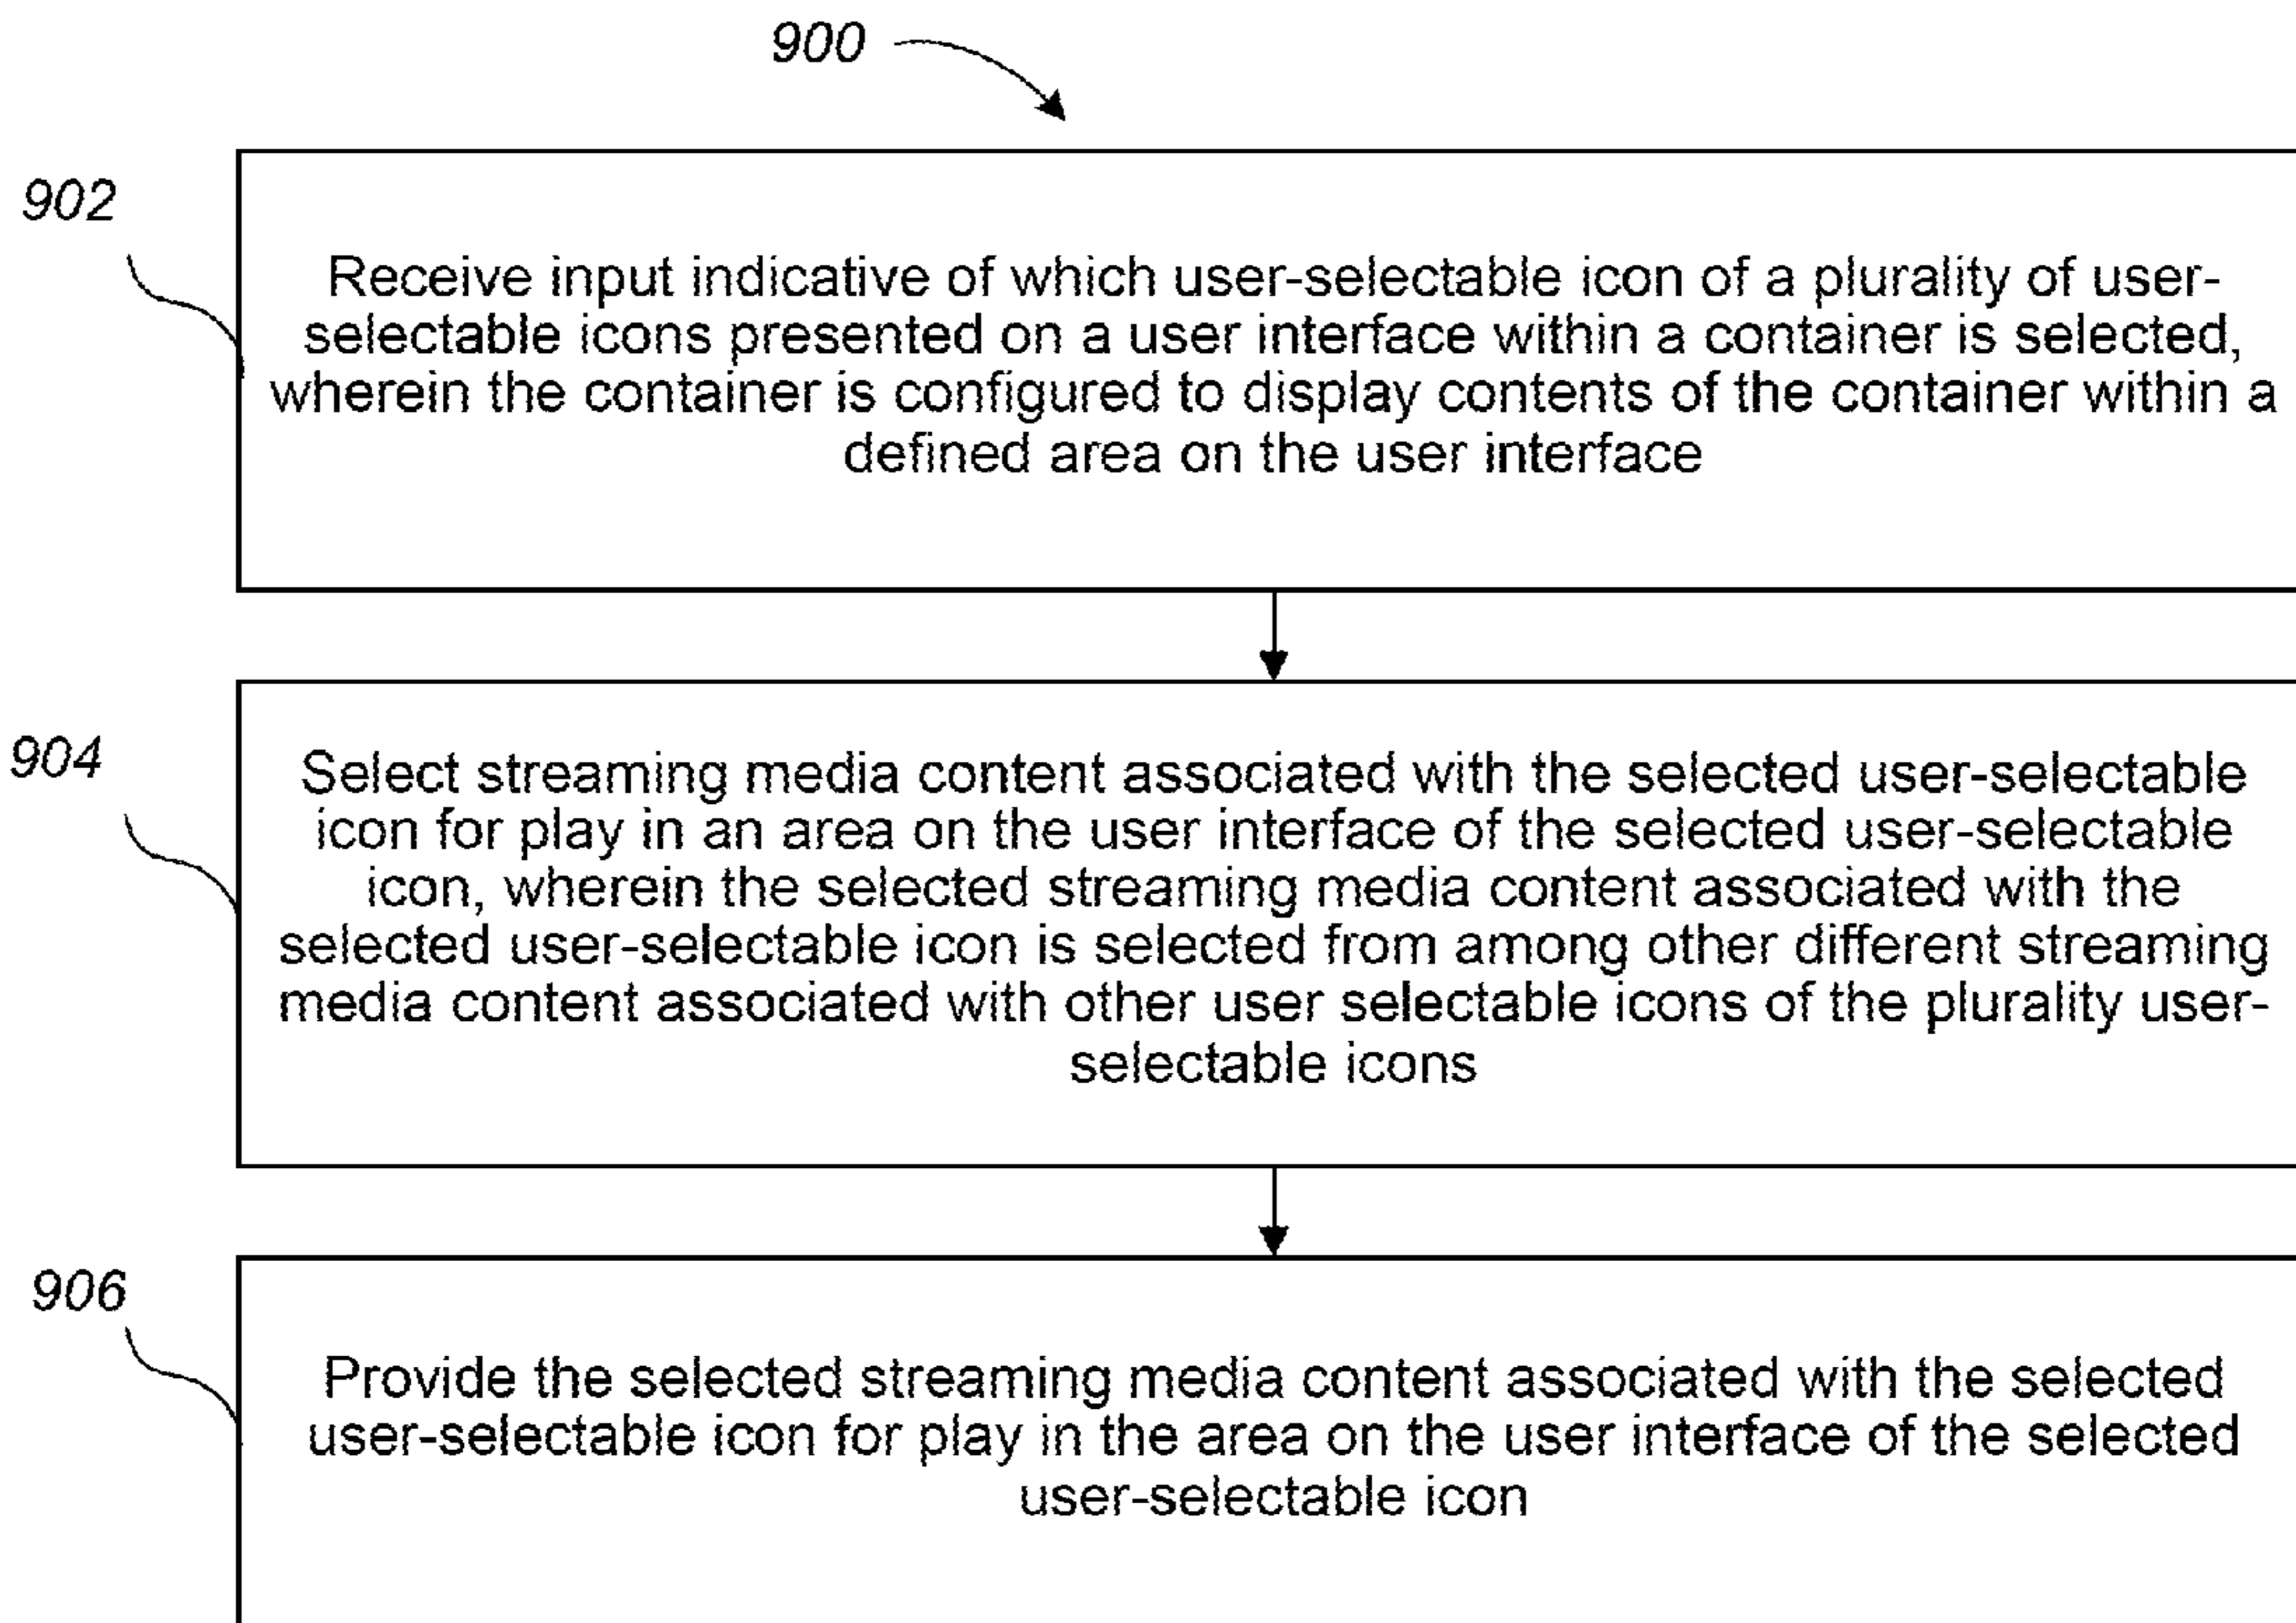 900
902
Receive input indicative of which user-selectable icon of a plurality of user-
selectable icons presented on a user interface within a container is selected,
wherein the container is configured to display contents of the container within a
defined area on the user interface
904
Select streaming media content associated with the selected user-selectable
icon for play in an area on the user interface of the selected user-selectable
icon, wherein the selected streaming media content associated with the
selected user-selectable icon is selected from among other different streaming
media content associated with other user selectable icons of the plurality user-
selectable icons
906
Provide the selected streaming media content associated with the selected
user-selectable icon for play in the area on the user interface of the selected
user-selectable icon